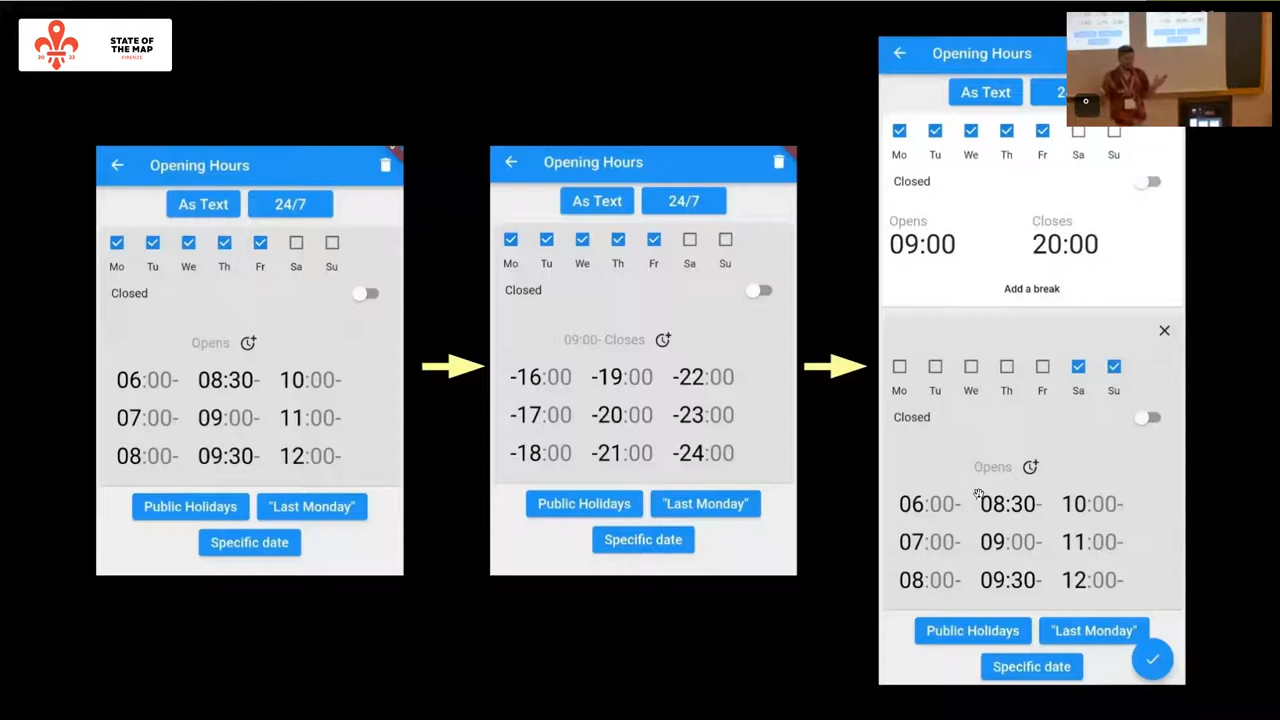 STATE OF
THE MAP
FIRENZE
20 22
Opening Hours
As Text 24/7
Mo Tu We Th Fr Sa Su
Closed
Opens
06:00- 08:30- 10:00-
07:00- 09:00- 11:00-
08:00- 09:30- 12:00-
Public Holidays "Last Monday"
Specific date
Opening Hours
As Text 24/7
Mo Tu We Th Fr Sa Su
Closed
09:00- Closes
-16:00 -19:00 -22:00
-17:00 -20:00 -23:00
-18:00 -21:00 -24:00
Public Holidays "Last Monday"
Specific date
Opening Hours
As Text 2
Mo Tu We Th Fr Sa Su
Closed
Opens Closes
09:00 20:00
Add a break
Mo Tu We Th Fr Sa Su
Closed
Opens
06:00- 08:30- 10:00-
07:00- 09:00- 11:00-
08:00- 09:30- 12:00-
Public Holidays "Last Monday"
Specific date